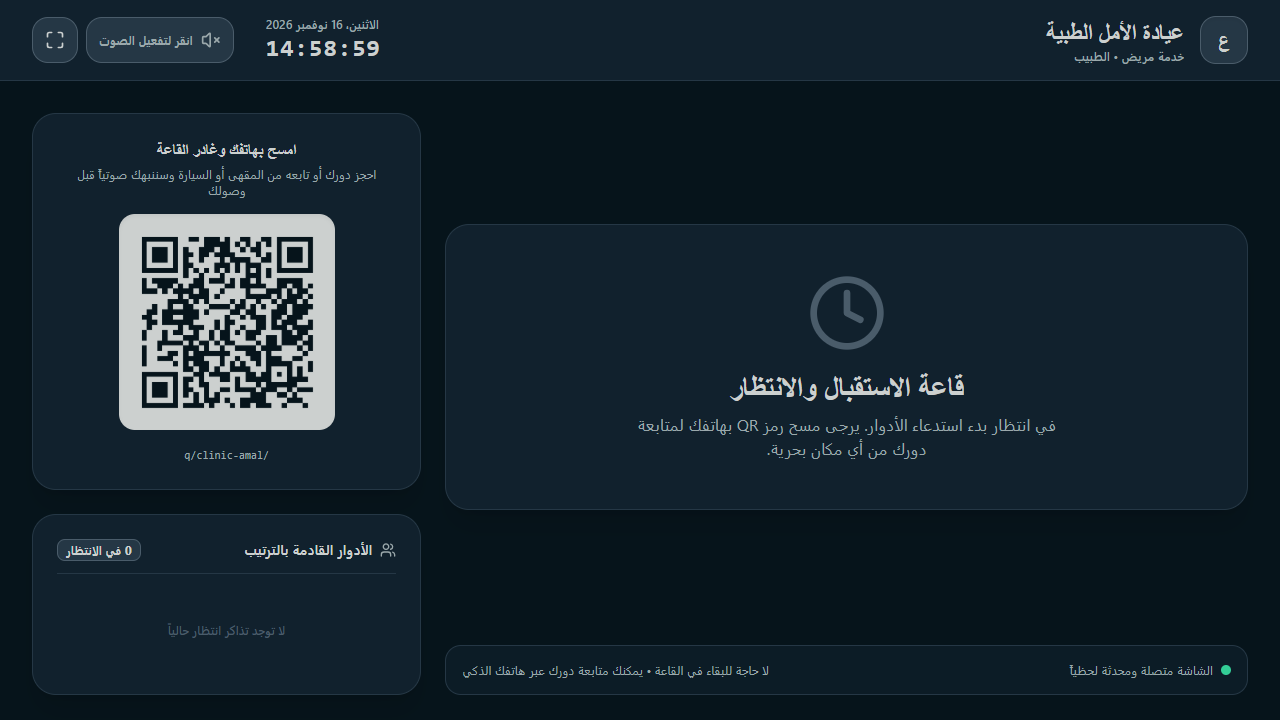 ع
عيادة الأمل الطبية
خدمة مريض • الطبيب
الاثنين، 16 نوفمبر 2026
14:58:59
انقر لتفعيل الصوت
قاعة الاستقبال والانتظار
في انتظار بدء استدعاء الأدوار. يرجى مسح رمز QR بهاتفك لمتابعة
دورك من أي مكان بحرية.
الشاشة متصلة ومحدثة لحظياً
لا حاجة للبقاء في القاعة • يمكنك متابعة دورك عبر هاتفك الذكي
امسح بهاتفك وغادر القاعة
احجز دورك أو تابعه من المقهى أو السيارة وسننبهك صوتياً قبل
وصولك
q/clinic-amal/
الأدوار القادمة بالترتيب
0 في الانتظار
لا توجد تذاكر انتظار حالياً